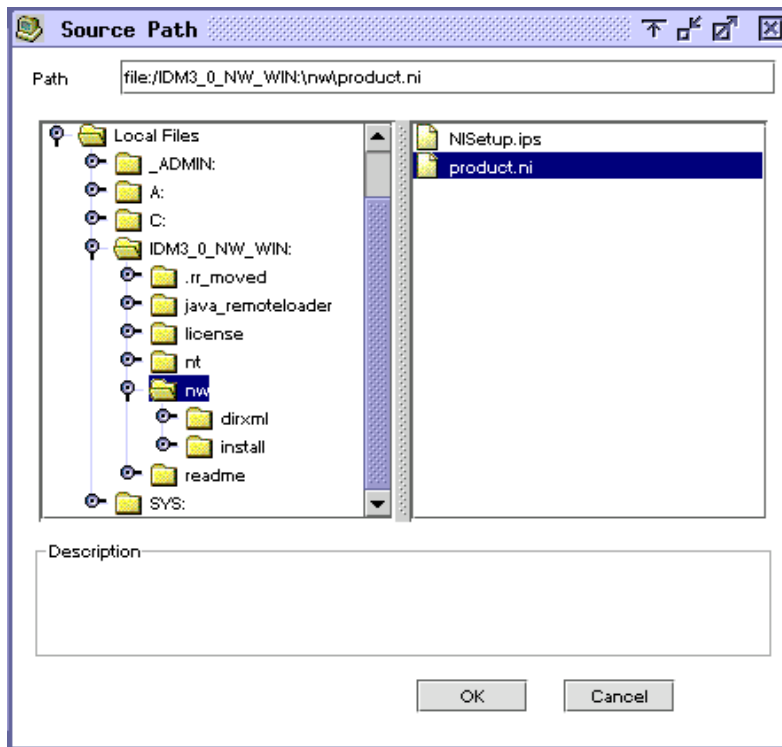 Source Path
Path file:/IDM3_0_NW_WIN:\nw\product.ni
Local Files
_ADMIN:
A:
C:
IDM3_0_NW_WIN:
.rr_moved
java_remoteloader
license
nt
nw
dirxml
install
readme
SYS:
NISetup.ips
product.ni
Description
OK Cancel